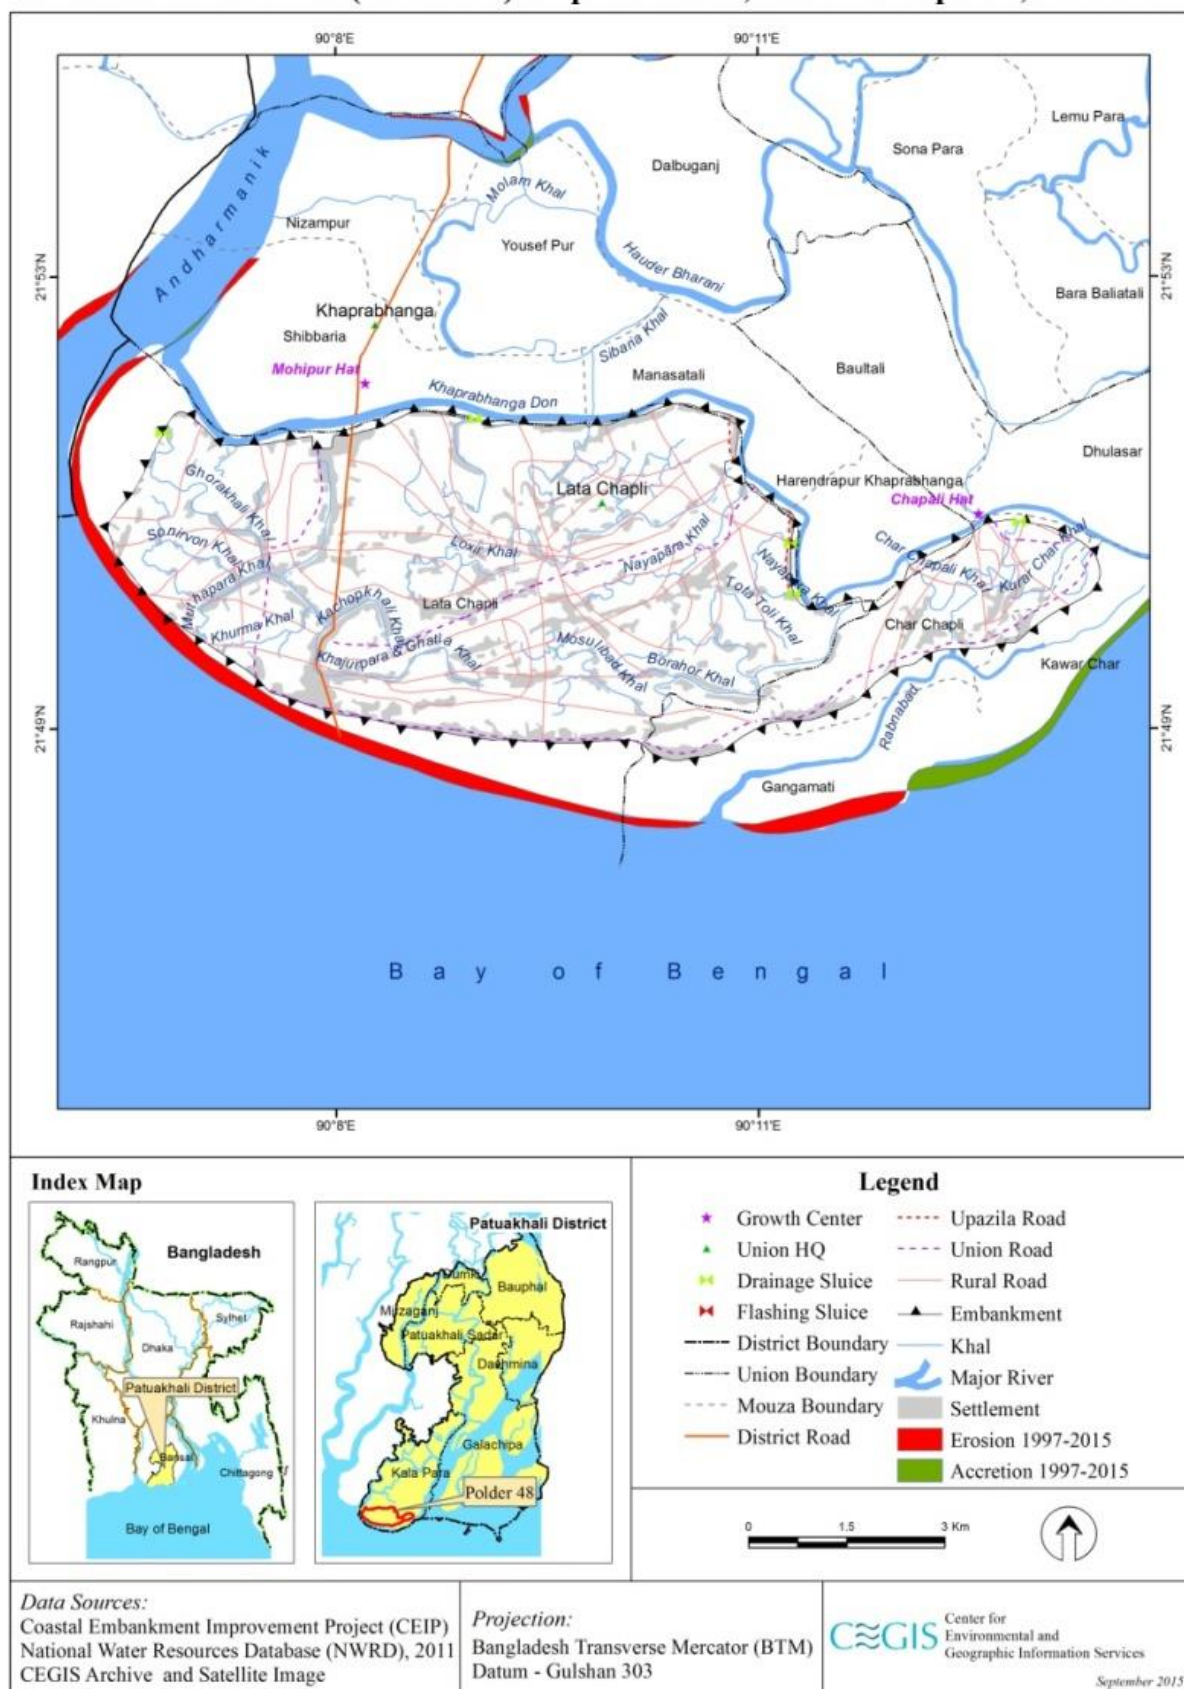 90°8'E
90°11'E
Lemu Para
Sona Para
Dalbuganj
Andharmanik
Molam Khal
Nizampur
Yousef Pur
Hauder Bharani
21°53'N
21°53'N
Bara Baliatali
Khaprabhanga
Shibbaria
Sibaria Khal
Mohipur Hat
Manasatali
Baultali
Khaprabhanga Don
Dhulasar
Ghorakhali Khal
Lata Chapli
Harendrapur Khaprabhanga
Chapali Hat
Sonirvon Khal
Loxir Khal
Nayapara Khal
Nayapara Khal
Char Chapali Khal
Kurar Char Khal
Khurma Khal
Kachopkhali Khal
Lata Chapli
Tola Toli Khal
Char Chapli
Khajurpara & Ghatla Khal
Mosulibad Khal
Borahor Khal
Kawar Char
21°49'N
Rabnabad
21°49'N
Gangamati
Bay of Bengal
90°8'E
90°11'E
Index Map
Bangladesh
Rangpur
Rajshahi
Sylhet
Dhaka
Patuakhali District
Khulna
Barisal
Chittagong
Bay of Bengal
Patuakhali District
Bauphal
Mirzaganj
Patuakhali Sadar
Dashmina
Galachipa
Kala Para
Polder 48
Legend
Growth Center
Union HQ
Drainage Sluice
Flashing Sluice
District Boundary
Union Boundary
Mouza Boundary
District Road
Upazila Road
Union Road
Rural Road
Embankment
Khal
Major River
Settlement
Erosion 1997-2015
Accretion 1997-2015
0 1.5 3 Km
Data Sources:
Coastal Embankment Improvement Project (CEIP)
National Water Resources Database (NWRD), 2011
CEGIS Archive and Satellite Image
Projection:
Bangladesh Transverse Mercator (BTM)
Datum - Gulshan 303
CEGIS
Center for
Environmental and
Geographic Information Services
September 2015